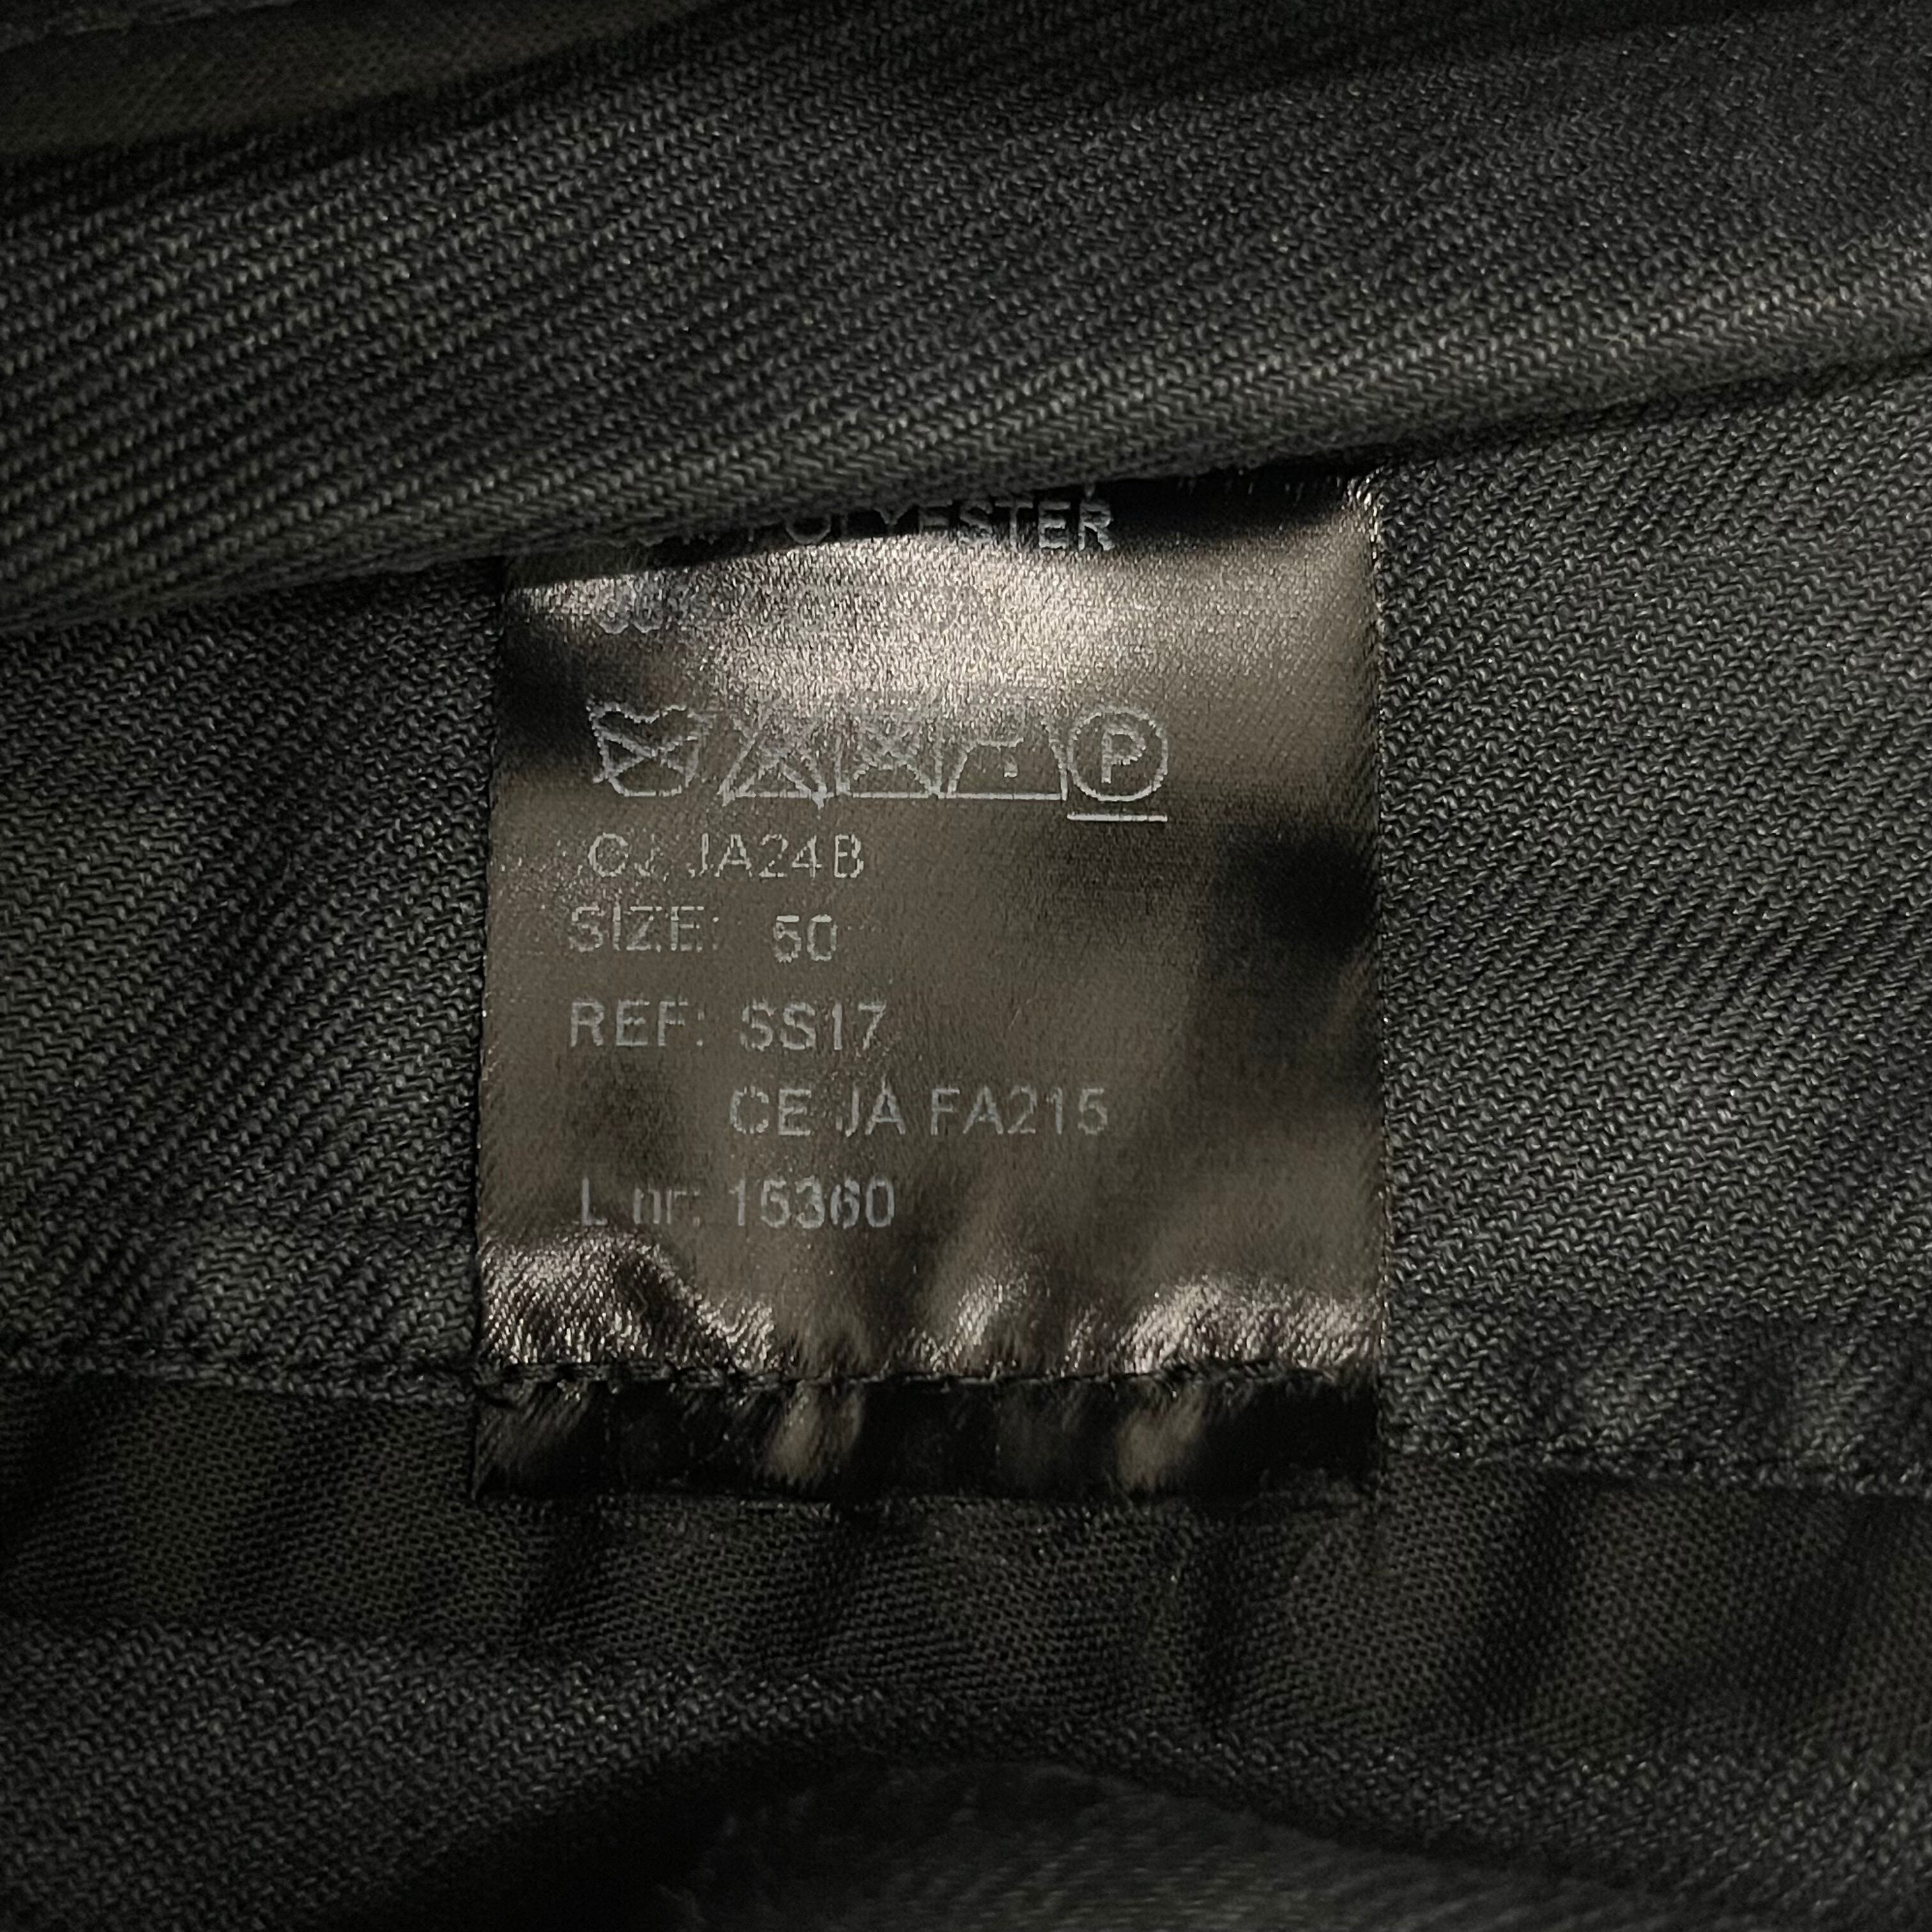 POLYESTER
P
CJ JA24B
SIZE: 50
REF: SS17
CE JA FA215
L nr: 15360